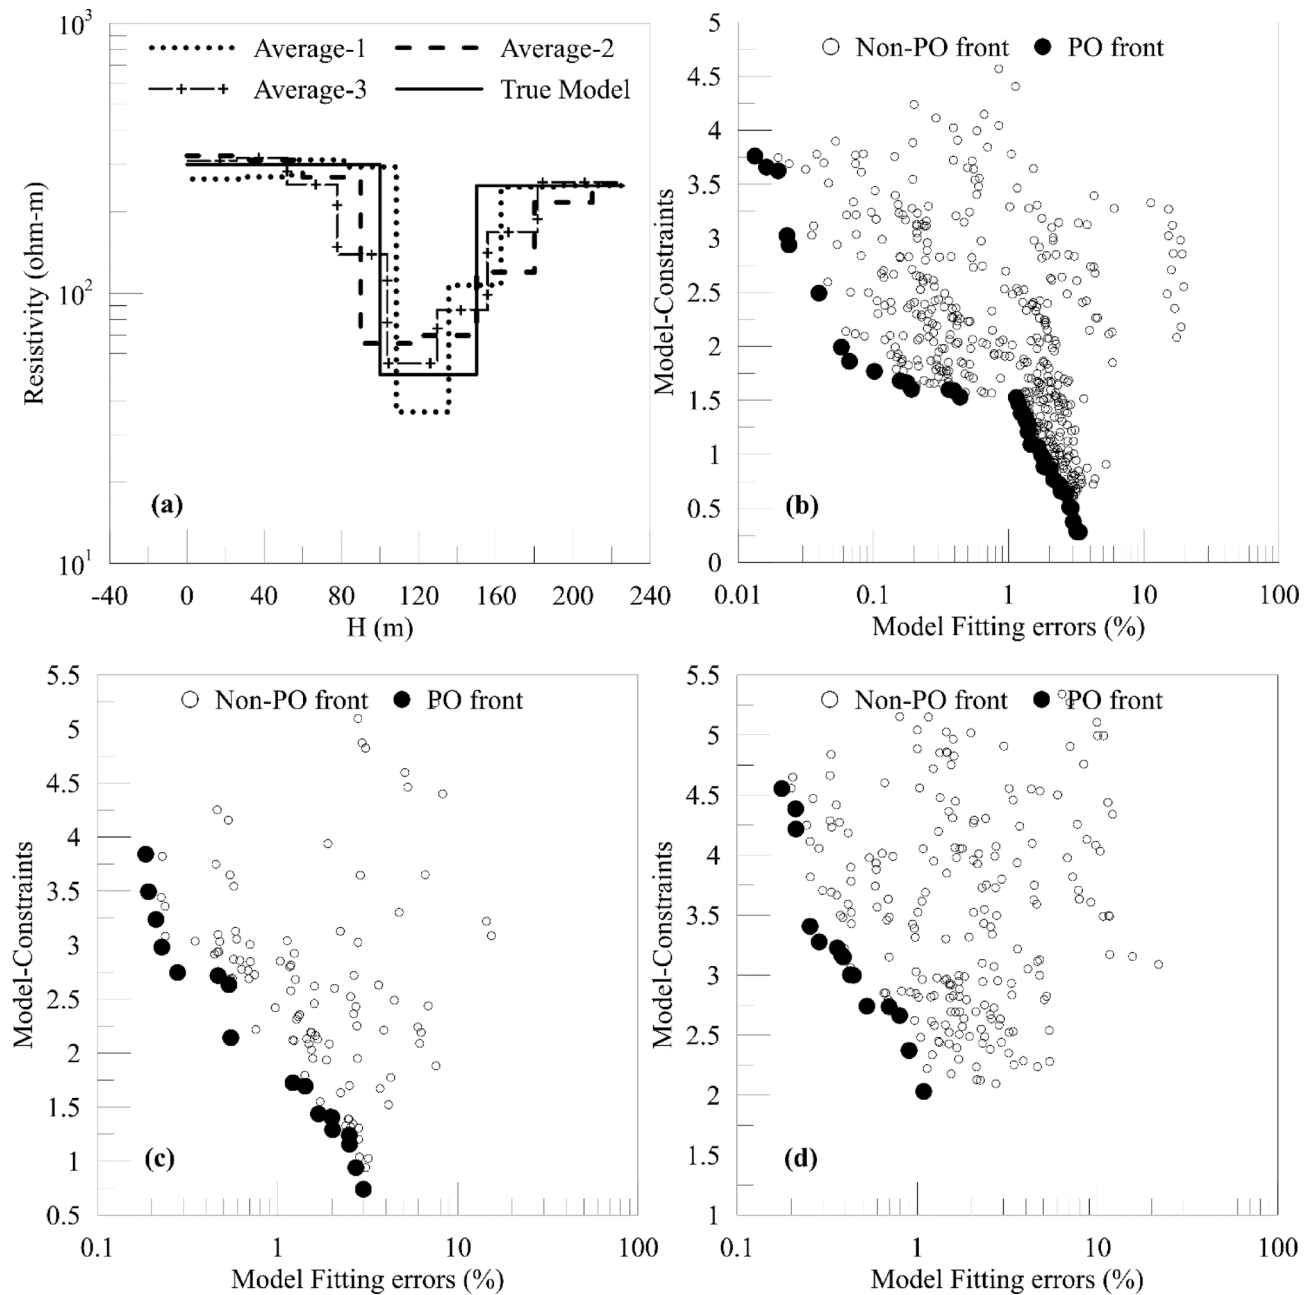 10³
Average-1
Average-2
Average-3
True Model
Resistivity (ohm-m)
10²
10¹
(a)
-40 0 40 80 120 160 200 240
H (m)
5
4.5
4
3.5
3
2.5
2
1.5
1
0.5
0
Non-PO front
PO front
Model-Constraints
(b)
0.01 0.1 1 10 100
Model Fitting errors (%)
5.5
5
4.5
4
3.5
3
2.5
2
1.5
1
0.5
Non-PO front
PO front
Model-Constraints
(c)
0.1 1 10 100
Model Fitting errors (%)
5.5
5
4.5
4
3.5
3
2.5
2
1.5
1
Non-PO front
PO front
Model-Constraints
(d)
0.1 1 10 100
Model Fitting errors (%)